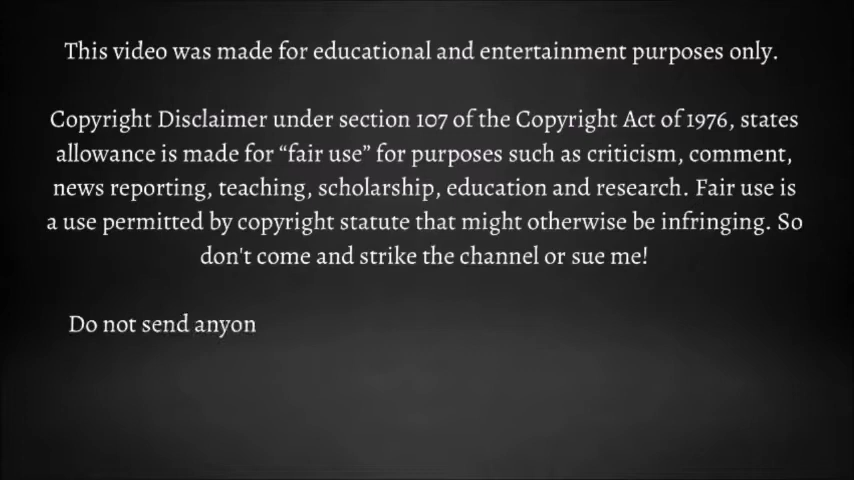 This video was made for educational and entertainment purposes only.
Copyright Disclaimer under section 107 of the Copyright Act of 1976, states
allowance is made for “fair use” for purposes such as criticism, comment,
news reporting, teaching, scholarship, education and research. Fair use is
a use permitted by copyright statute that might otherwise be infringing. So
don't come and strike the channel or sue me!
Do not send anyon